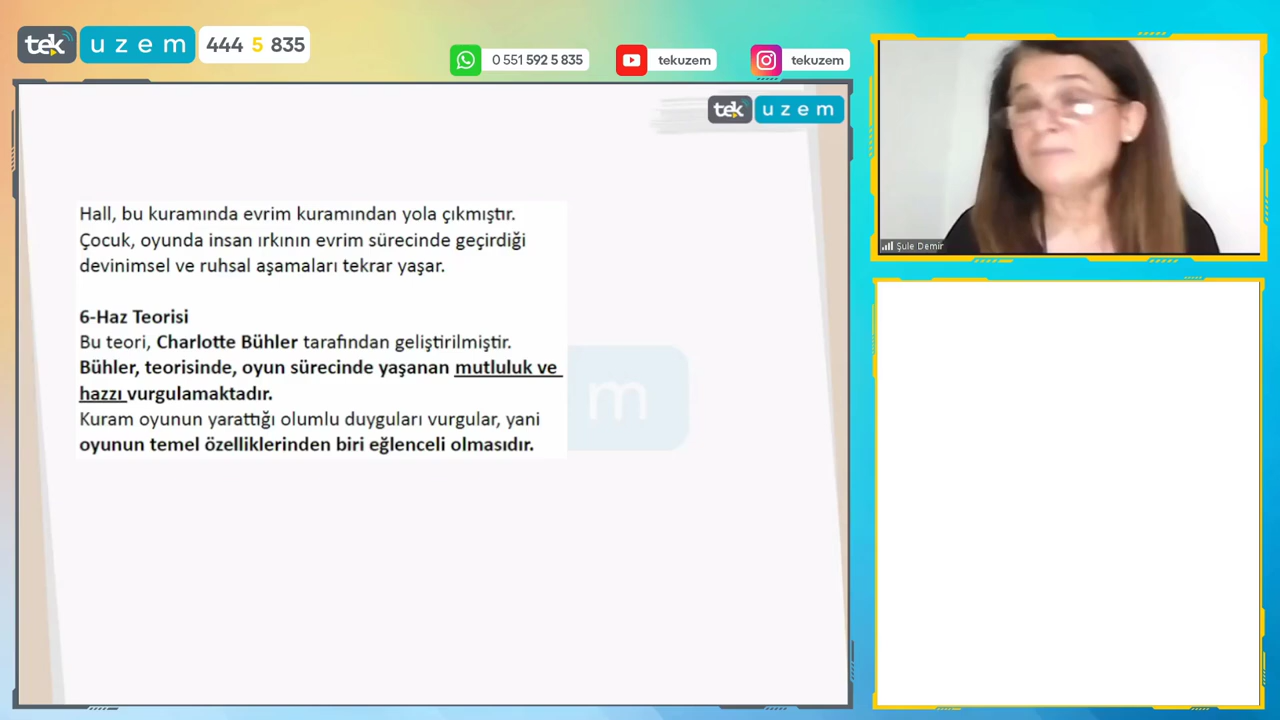 tek uzem 444 5 835
0 551 592 5 835
tekuzem
tekuzem
tek uzem
Şule Demir
Hall, bu kuramında evrim kuramından yola çıkmıştır.
Çocuk, oyunda insan ırkının evrim sürecinde geçirdiği
devinimsel ve ruhsal aşamaları tekrar yaşar.
6-Haz Teorisi
Bu teori, Charlotte Bühler tarafından geliştirilmiştir.
Bühler, teorisinde, oyun sürecinde yaşanan mutluluk ve
hazzı vurgulamaktadır.
Kuram oyunun yarattığı olumlu duyguları vurgular, yani
oyunun temel özelliklerinden biri eğlenceli olmasıdır.
m